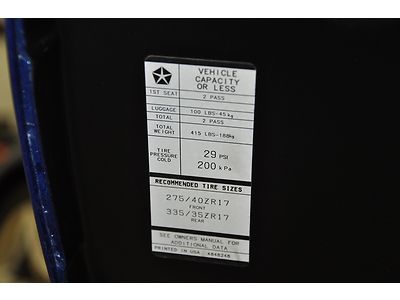 VEHICLE
CAPACITY
OR LESS
1ST SEAT 2 PASS
LUGGAGE 100 LBS-45kg
TOTAL 2 PASS
TOTAL
WEIGHT 415 LBS-188kg
TIRE
PRESSURE
COLD
29 PSI
200 kPa
RECOMMENDED TIRE SIZES
275/40ZR17
FRONT
335/35ZR17
REAR
SEE OWNERS MANUAL FOR
ADDITIONAL DATA
PRINTED IN USA 4848248